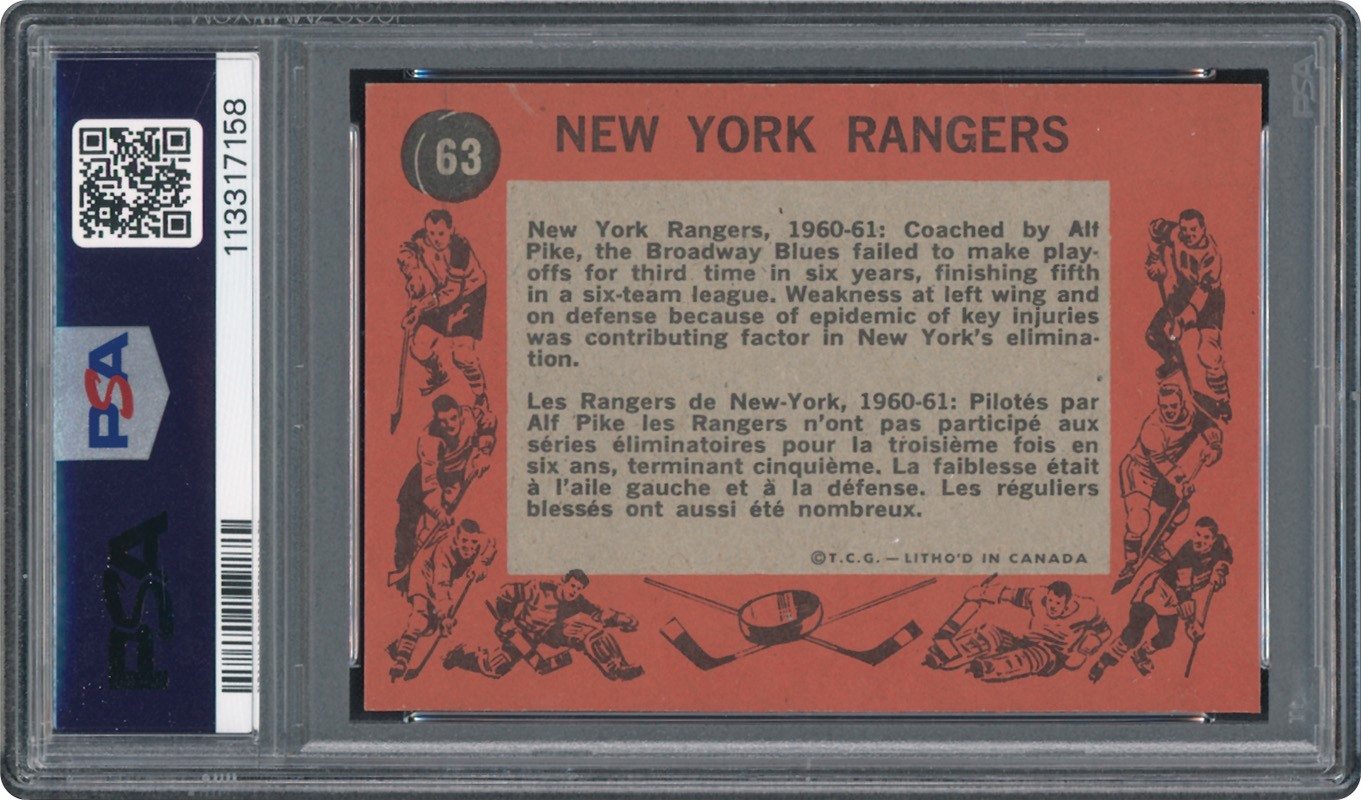 113317158
PSA
PSA
63
NEW YORK RANGERS
New York Rangers, 1960-61: Coached by Alf
Pike, the Broadway Blues failed to make play-
offs for third time in six years, finishing fifth
in a six-team league. Weakness at left wing and
on defense because of epidemic of key injuries
was contributing factor in New York's elimina-
tion.
Les Rangers de New-York, 1960-61: Pilotés par
Alf Pike les Rangers n'ont pas participé aux
séries éliminatoires pour la troisième fois en
six ans, terminant cinquième. La faiblesse était
à l'aile gauche et à la défense. Les réguliers
blessés ont aussi été nombreux.
©T.C.G. — LITHO'D IN CANADA
PSA